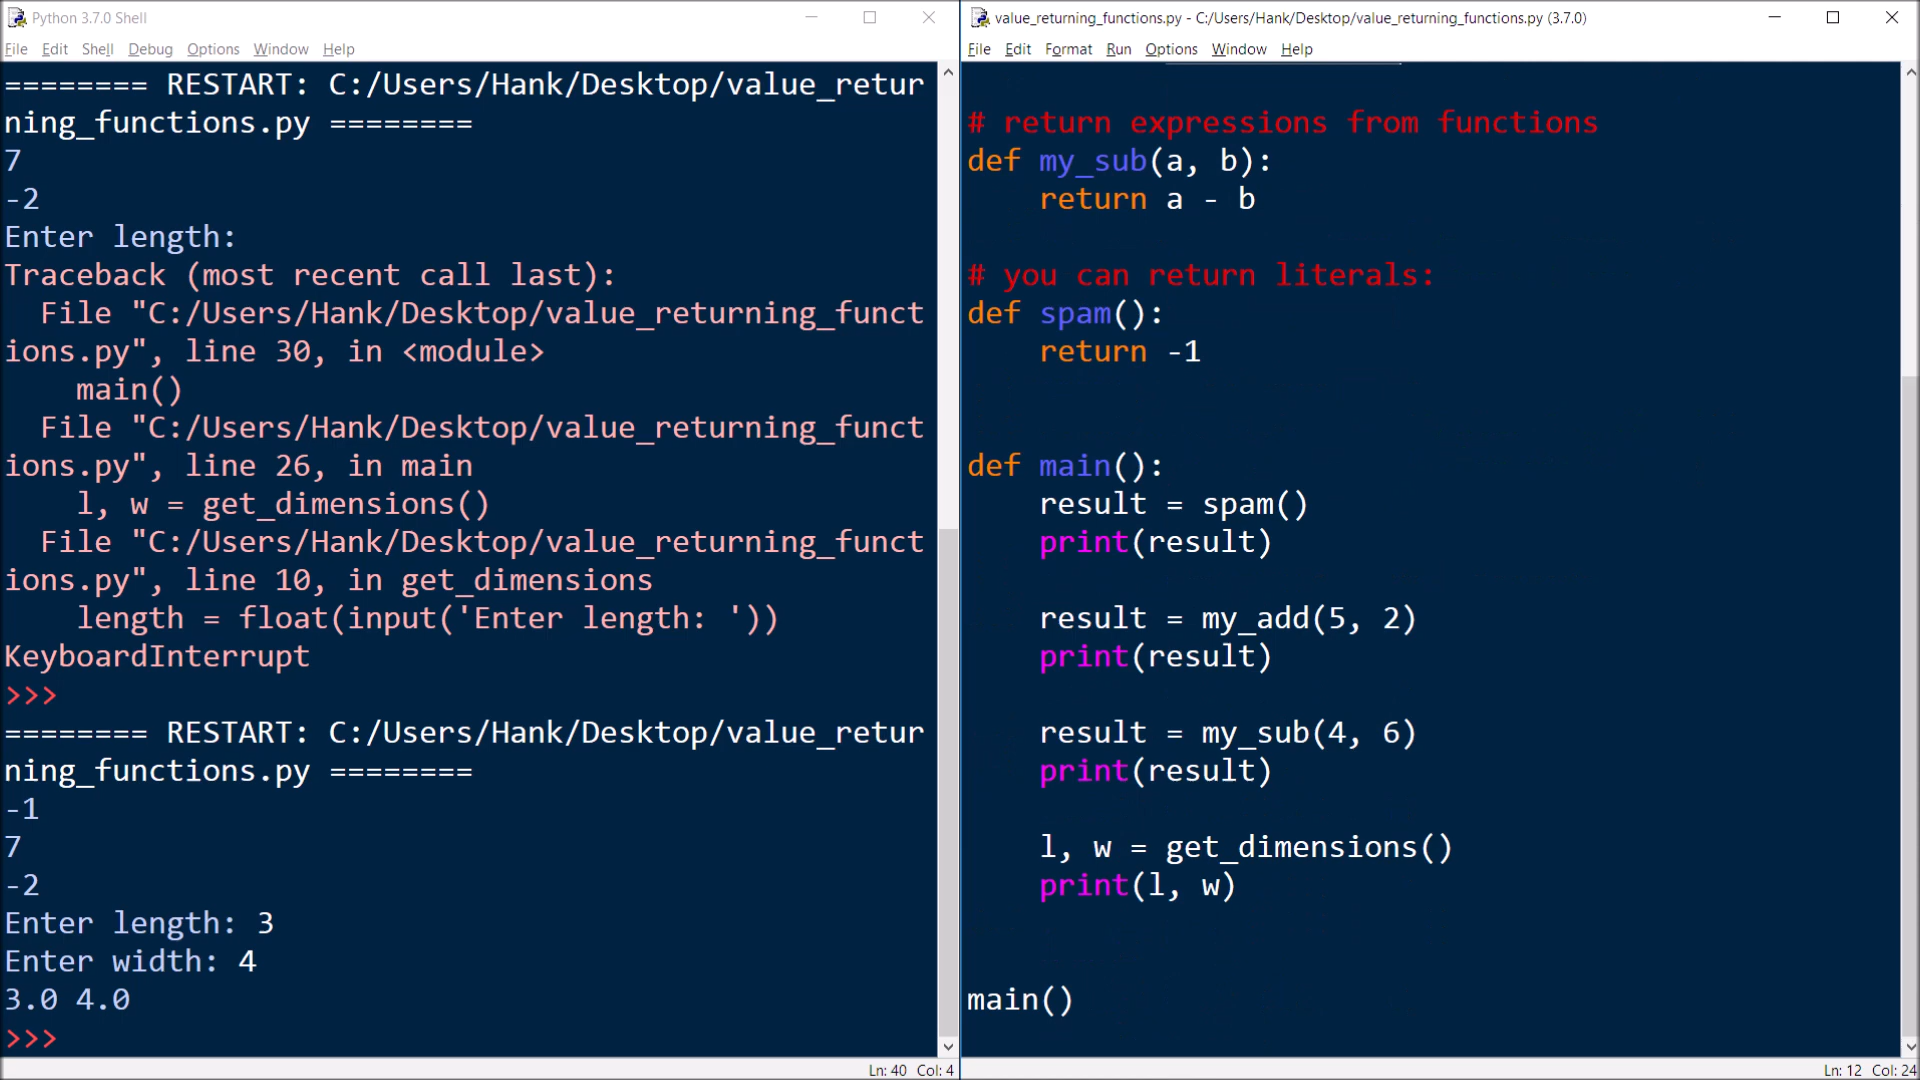 Python 3.7.0 Shell
File Edit Shell Debug Options Window Help
======== RESTART: C:/Users/Hank/Desktop/value_retur
ning_functions.py ========
7
-2
Enter length:
Traceback (most recent call last):
  File "C:/Users/Hank/Desktop/value_returning_funct
ions.py", line 30, in <module>
    main()
  File "C:/Users/Hank/Desktop/value_returning_funct
ions.py", line 26, in main
    l, w = get_dimensions()
  File "C:/Users/Hank/Desktop/value_returning_funct
ions.py", line 10, in get_dimensions
    length = float(input('Enter length: '))
KeyboardInterrupt
>>>
======== RESTART: C:/Users/Hank/Desktop/value_retur
ning_functions.py ========
-1
7
-2
Enter length: 3
Enter width: 4
3.0 4.0
>>>
Ln: 40 Col: 4
value_returning_functions.py - C:/Users/Hank/Desktop/value_returning_functions.py (3.7.0)
File Edit Format Run Options Window Help
# return expressions from functions
def my_sub(a, b):
    return a - b
# you can return literals:
def spam():
    return -1
def main():
    result = spam()
    print(result)
    result = my_add(5, 2)
    print(result)
    result = my_sub(4, 6)
    print(result)
    l, w = get_dimensions()
    print(l, w)
main()
Ln: 12 Col: 24